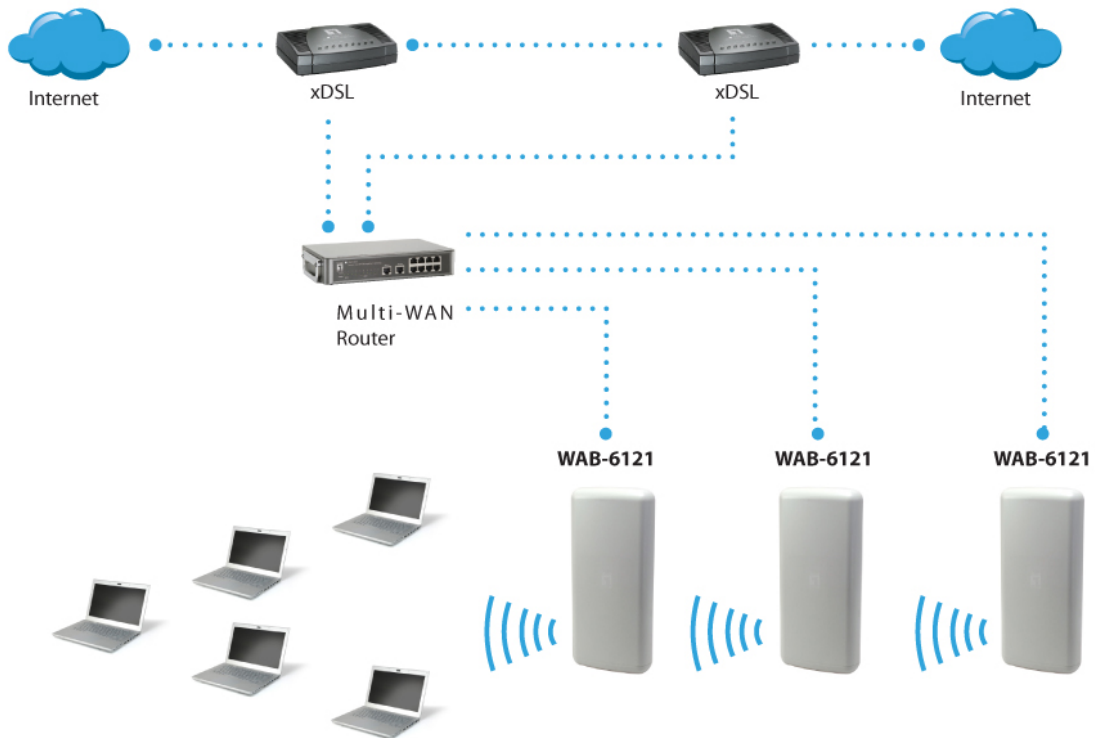 Internet
xDSL
xDSL
Internet
Multi-WAN
Router
WAB-6121
WAB-6121
WAB-6121